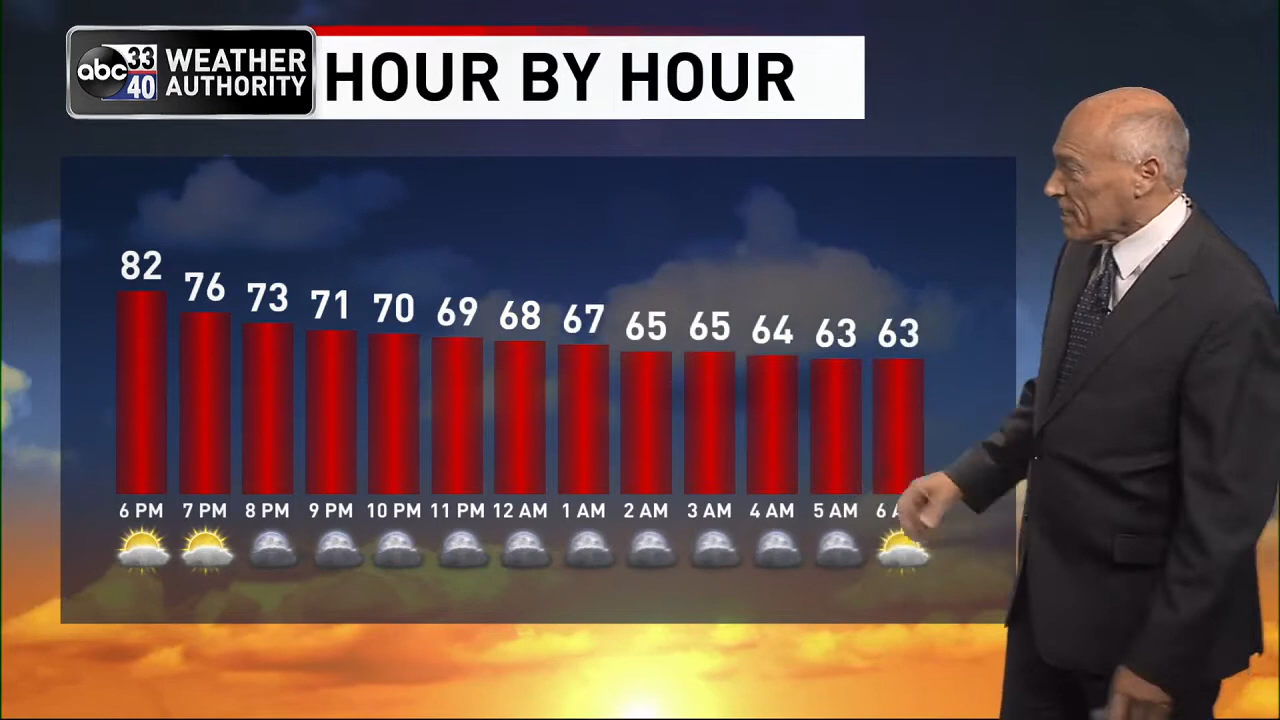 abc 33 40
WEATHER AUTHORITY
HOUR BY HOUR
82 76 73 71 70 69 68 67 65 65 64 63 63
6 PM 7 PM 8 PM 9 PM 10 PM 11 PM 12 AM 1 AM 2 AM 3 AM 4 AM 5 AM 6 A